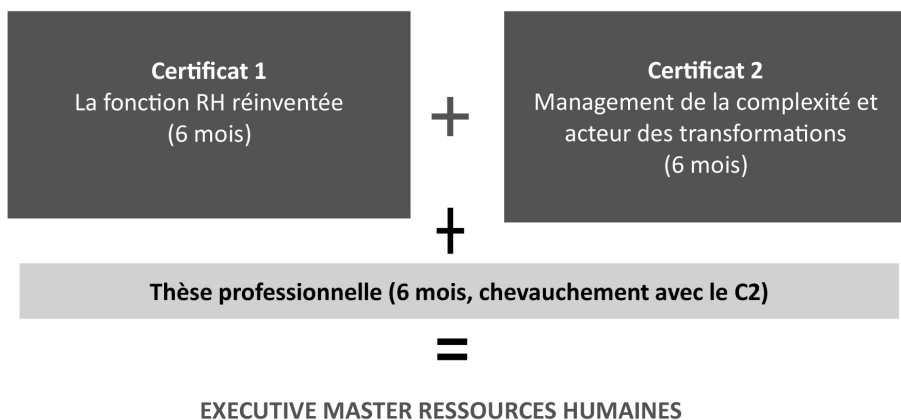 Certificat 1
La fonction RH réinventée
(6 mois)
+
Certificat 2
Management de la complexité et
acteur des transformations
(6 mois)
+
Thèse professionnelle (6 mois, chevauchement avec le C2)
=
EXECUTIVE MASTER RESSOURCES HUMAINES